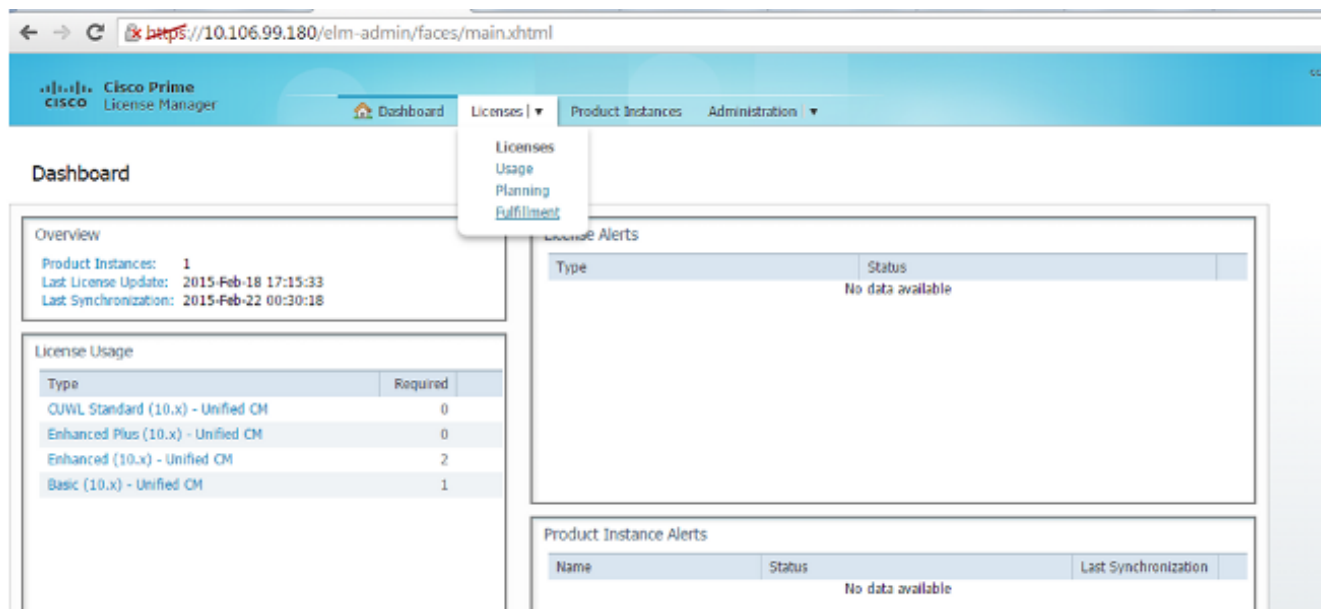 https://10.106.99.180/elm-admin/faces/main.xhtml
Cisco Prime
CISCO License Manager
Dashboard Licenses ▼ Product Instances Administration ▼
Licenses
Usage
Planning
Fulfillment
Dashboard
Overview
Product Instances: 1
Last License Update: 2015-Feb-18 17:15:33
Last Synchronization: 2015-Feb-22 00:30:18
License Usage
Type Required
CUWL Standard (10.x) - Unified CM 0
Enhanced Plus (10.x) - Unified CM 0
Enhanced (10.x) - Unified CM 2
Basic (10.x) - Unified CM 1
License Alerts
Type Status
No data available
Product Instance Alerts
Name Status Last Synchronization
No data available